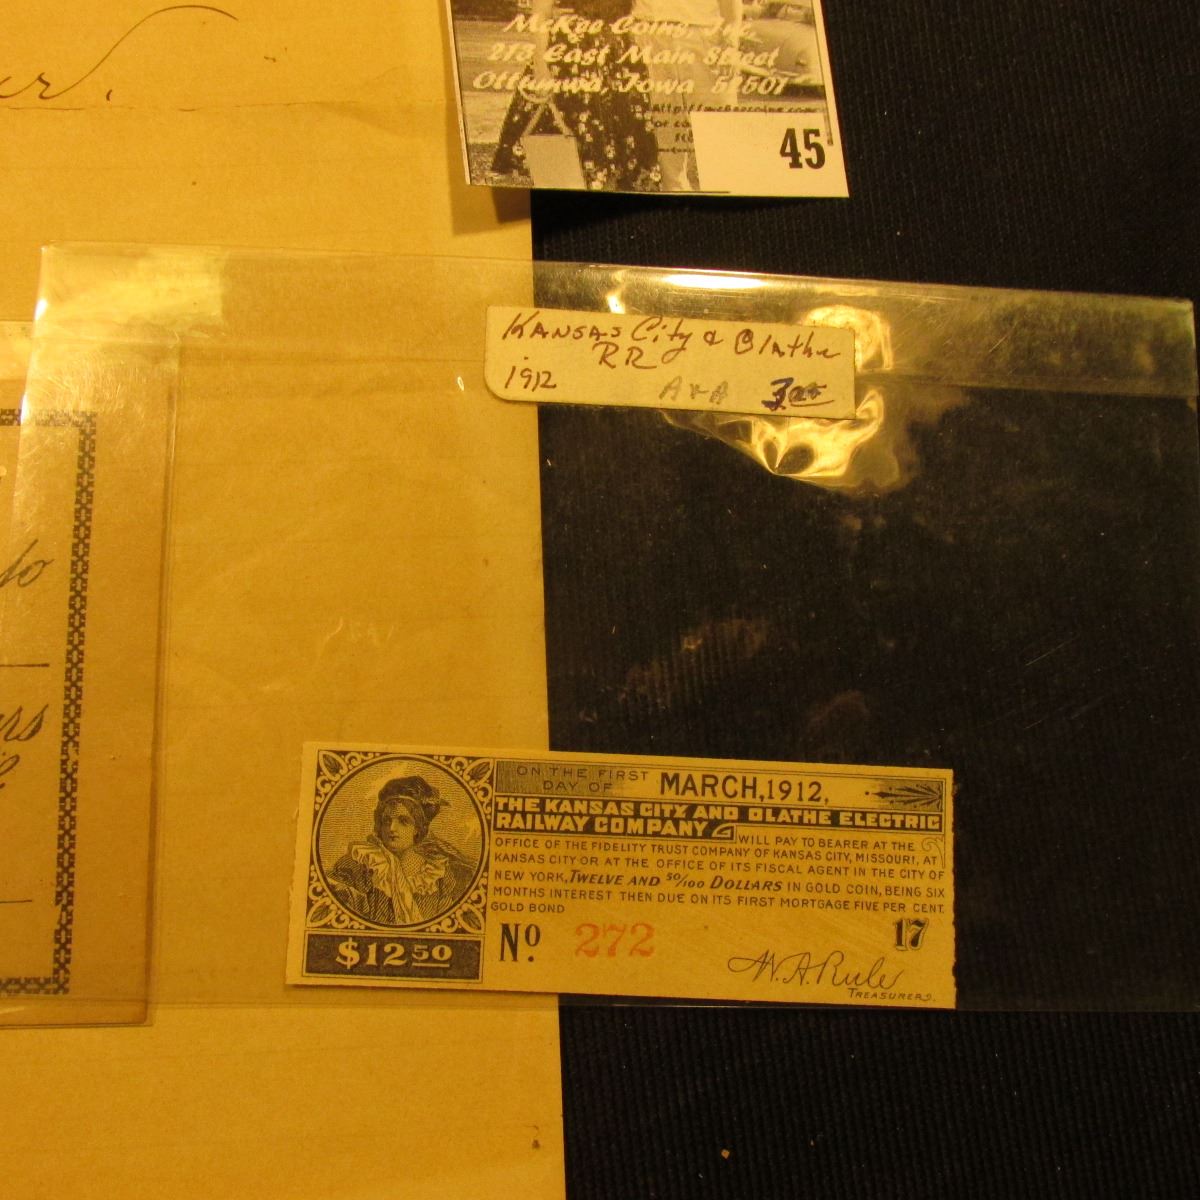 er.
McKee Coins, Inc.
213 East Main Street
Ottumwa, Iowa 52501
45
KANSAS City & Olathe
RR
1912 A+A 3.00
to
ON THE FIRST
DAY OF MARCH, 1912,
THE KANSAS CITY AND OLATHE ELECTRIC
RAILWAY COMPANY WILL PAY TO BEARER AT THE
OFFICE OF THE FIDELITY TRUST COMPANY OF KANSAS CITY, MISSOURI, AT
KANSAS CITY OR AT THE OFFICE OF ITS FISCAL AGENT IN THE CITY OF
NEW YORK, TWELVE AND 50/100 DOLLARS IN GOLD COIN, BEING SIX
MONTHS INTEREST THEN DUE ON ITS FIRST MORTGAGE FIVE PER CENT.
GOLD BOND
$12 50
No. 272
17
W. A. Rule
TREASURER.